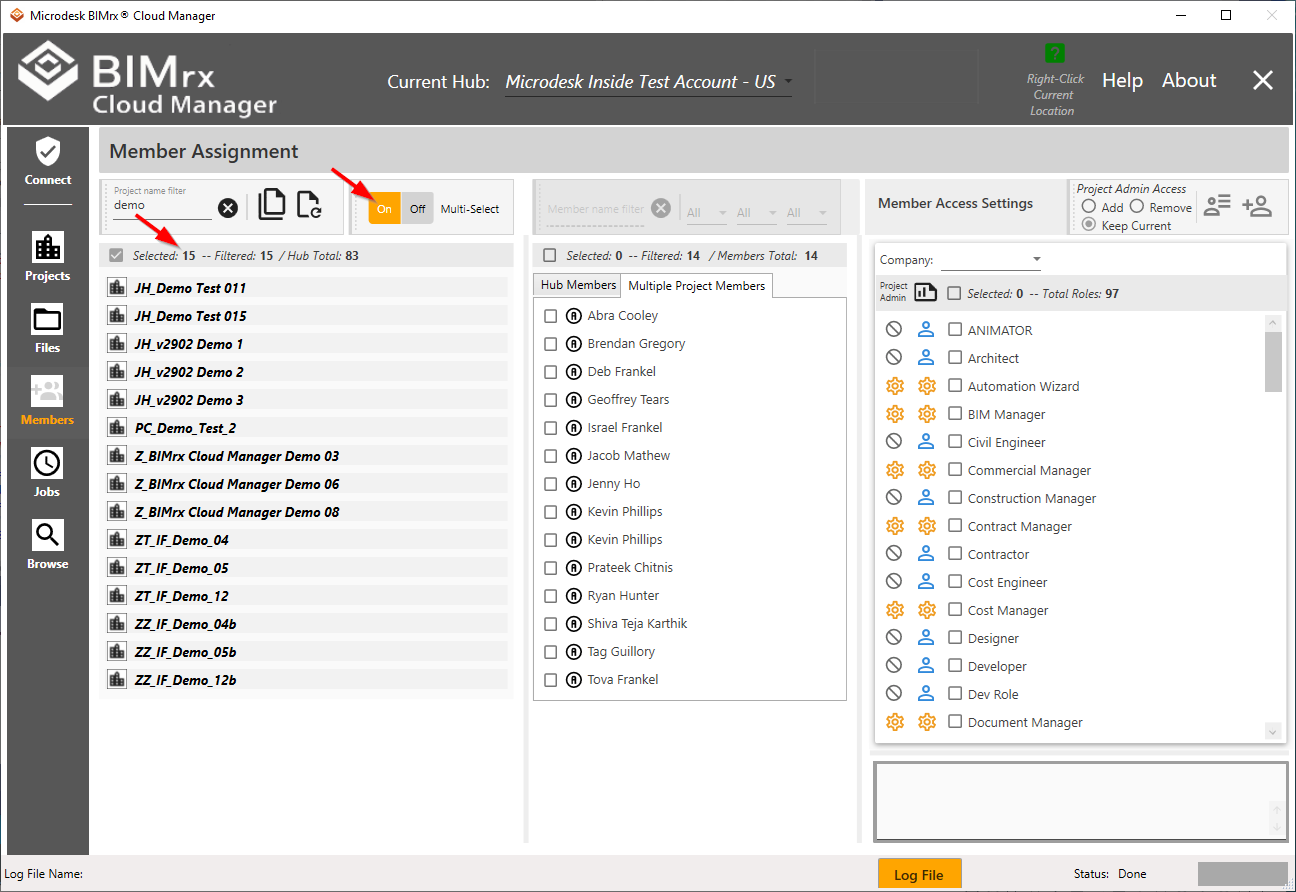 Microdesk BIMrx® Cloud Manager
BIMrx
Cloud Manager
Current Hub: Microdesk Inside Test Account - US
?
Right-Click
Current
Location
Help About
Connect
Projects
Files
Members
Jobs
Browse
Member Assignment
Project name filter
demo
On Off Multi-Select
Selected: 15 -- Filtered: 15 / Hub Total: 83
JH_Demo Test 011
JH_Demo Test 015
JH_v2902 Demo 1
JH_v2902 Demo 2
JH_v2902 Demo 3
PC_Demo_Test_2
Z_BIMrx Cloud Manager Demo 03
Z_BIMrx Cloud Manager Demo 06
Z_BIMrx Cloud Manager Demo 08
ZT_IF_Demo_04
ZT_IF_Demo_05
ZT_IF_Demo_12
ZZ_IF_Demo_04b
ZZ_IF_Demo_05b
ZZ_IF_Demo_12b
Member name filter All All All
Selected: 0 -- Filtered: 14 / Members Total: 14
Hub Members Multiple Project Members
A Abra Cooley
A Brendan Gregory
A Deb Frankel
A Geoffrey Tears
A Israel Frankel
A Jacob Mathew
A Jenny Ho
A Kevin Phillips
A Kevin Phillips
A Prateek Chitnis
A Ryan Hunter
A Shiva Teja Karthik
A Tag Guillory
A Tova Frankel
Member Access Settings
Project Admin Access
Add Remove
Keep Current
Company:
Project
Admin
Selected: 0 -- Total Roles: 97
ANIMATOR
Architect
Automation Wizard
BIM Manager
Civil Engineer
Commercial Manager
Construction Manager
Contract Manager
Contractor
Cost Engineer
Cost Manager
Designer
Developer
Dev Role
Document Manager
Log File Name:
Log File
Status: Done